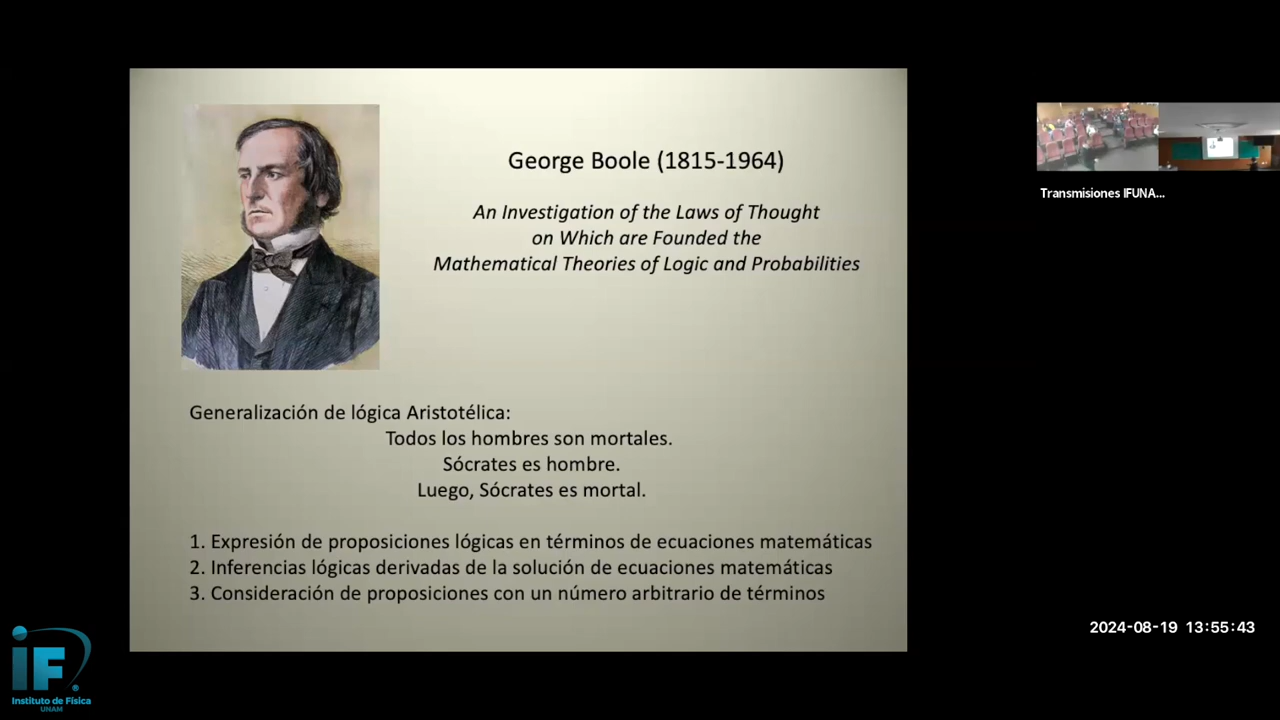 George Boole (1815-1964)
An Investigation of the Laws of Thought
on Which are Founded the
Mathematical Theories of Logic and Probabilities
Transmisiones IFUNA...
Generalización de lógica Aristotélica:
Todos los hombres son mortales.
Sócrates es hombre.
Luego, Sócrates es mortal.
1. Expresión de proposiciones lógicas en términos de ecuaciones matemáticas
2. Inferencias lógicas derivadas de la solución de ecuaciones matemáticas
3. Consideración de proposiciones con un número arbitrario de términos
2024-08-19 13:55:43
iF
Instituto de Física
UNAM